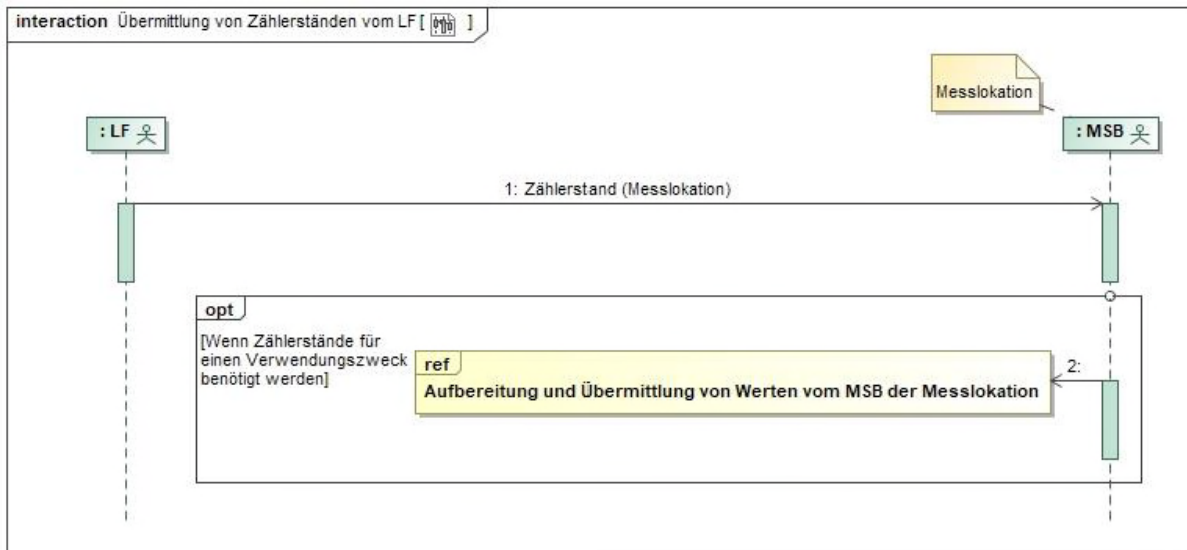 interaction Übermittlung von Zählerständen vom LF [ ]
Messlokation
: LF
: MSB
1: Zählerstand (Messlokation)
opt
[Wenn Zählerstände für
einen Verwendungszweck
benötigt werden]
ref
2:
Aufbereitung und Übermittlung von Werten vom MSB der Messlokation